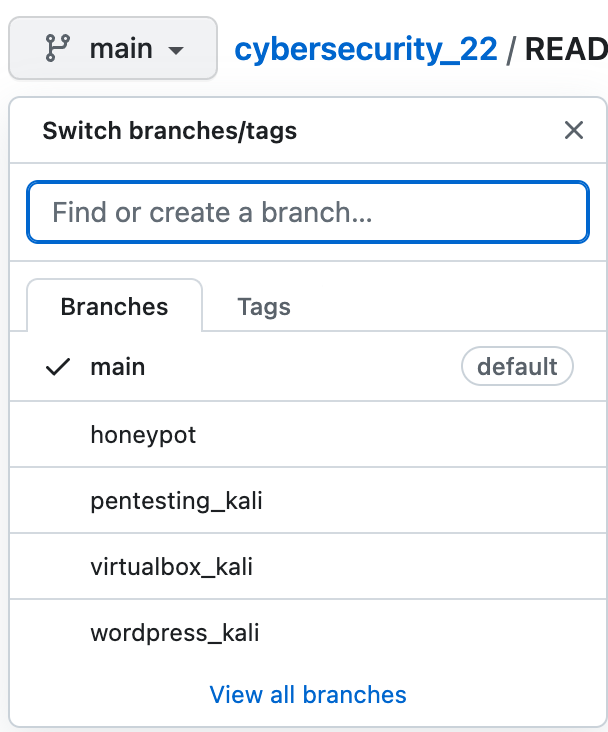 main cybersecurity_22 / READ
Switch branches/tags
Find or create a branch...
Branches Tags
main default
honeypot
pentesting_kali
virtualbox_kali
wordpress_kali
View all branches